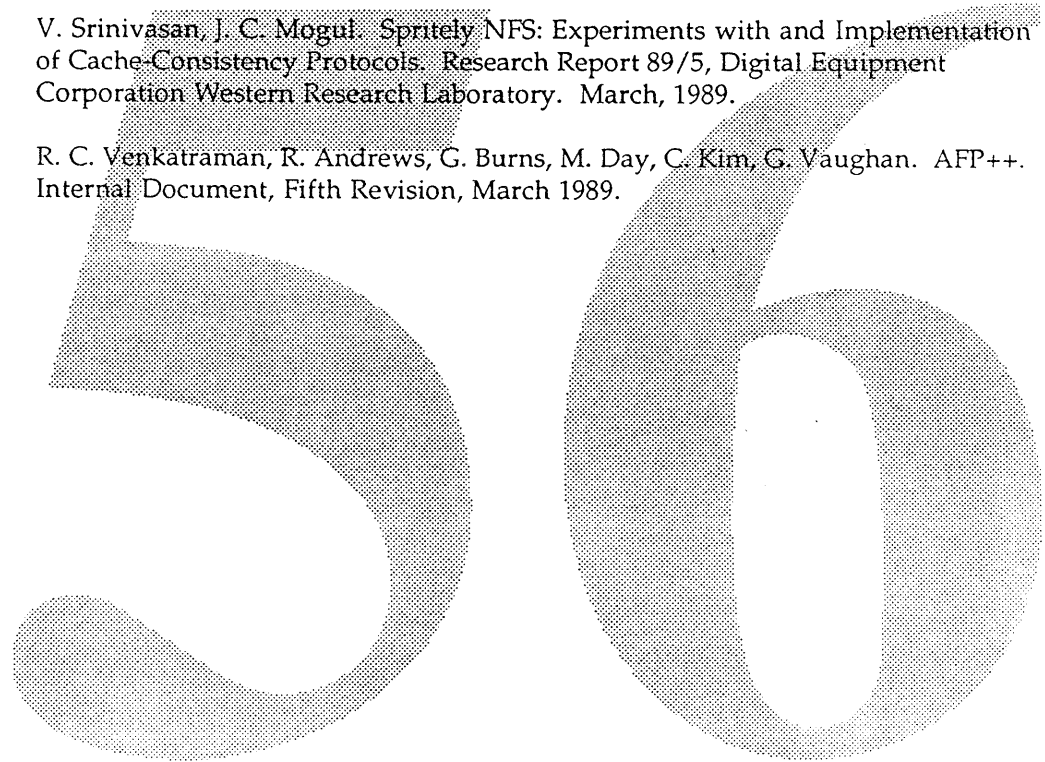 V. Srinivasan, J. C. Mogul. Spritely NFS: Experiments with and Implementation
of Cache-Consistency Protocols. Research Report 89/5, Digital Equipment
Corporation Western Research Laboratory. March, 1989.
R. C. Venkatraman, R. Andrews, G. Burns, M. Day, C. Kim, G. Vaughan. AFP++.
Internal Document, Fifth Revision, March 1989.
56